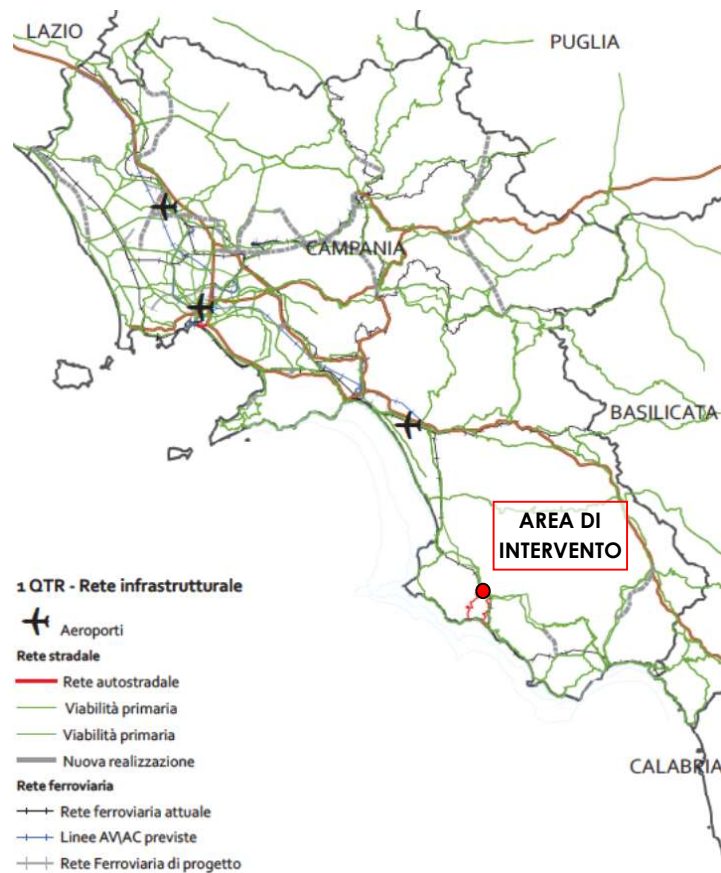 LAZIO
PUGLIA
CAMPANIA
BASILICATA
AREA DI
INTERVENTO
CALABRIA
1 QTR - Rete infrastrutturale
Aeroporti
Rete stradale
Rete autostradale
Viabilità primaria
Viabilità primaria
Nuova realizzazione
Rete ferroviaria
Rete ferroviaria attuale
Linee AV\AC previste
Rete Ferroviaria di progetto